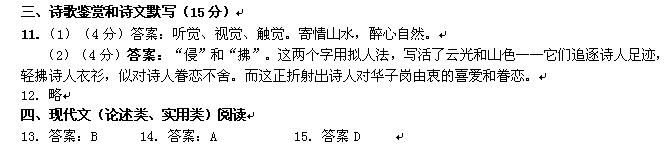 三、诗歌鉴赏和诗文默写（15 分）
11.（1）（4分）答案：听觉、视觉、触觉。寄情山水，醉心自然。
（2）（4分）答案：“侵”和“拂”。这两个字用拟人法，写活了云光和山色——它们追逐诗人足迹，
轻拂诗人衣衫，似对诗人眷恋不舍。而这正折射出诗人对华子岗由衷的喜爱和眷恋。
12. 略
四、现代文（论述类、实用类）阅读
13. 答案：B 14. 答案：A 15. 答案 D